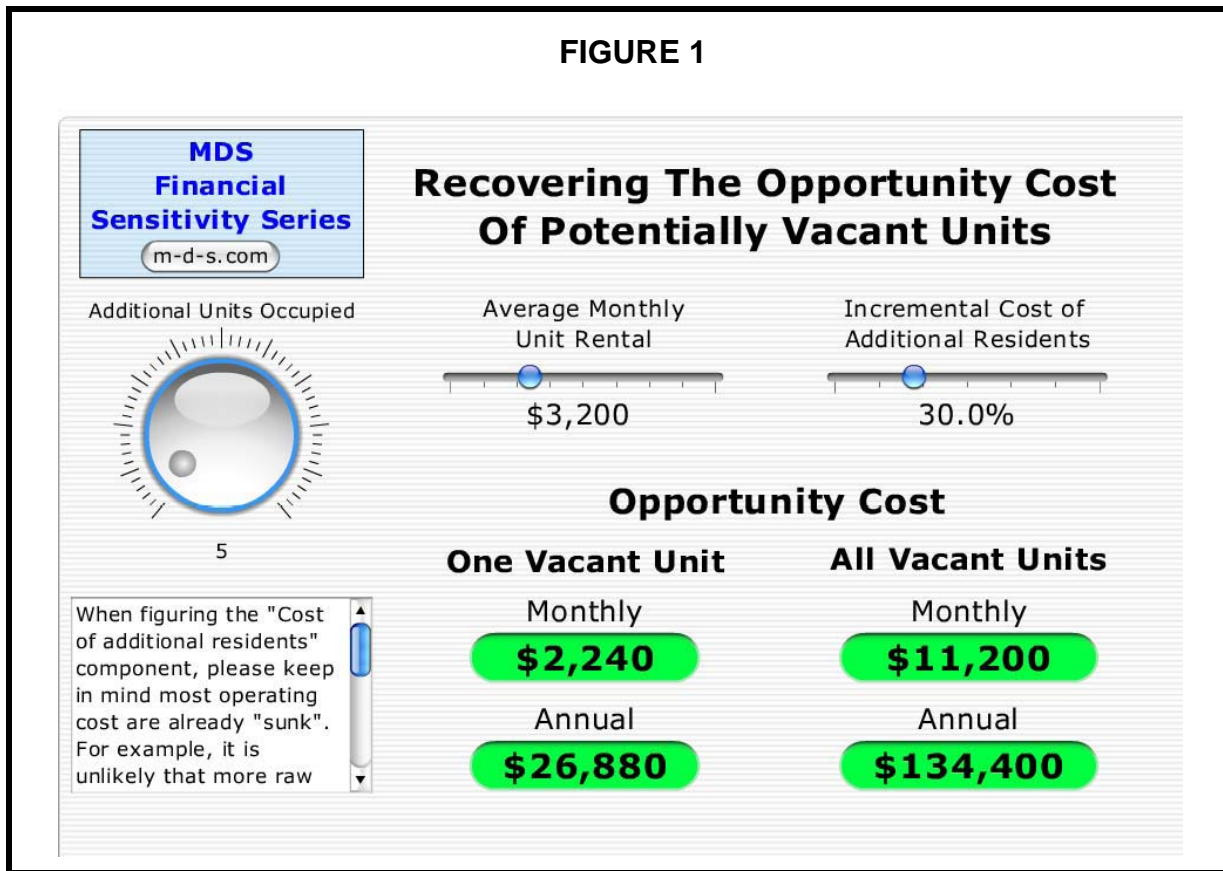 FIGURE 1
MDS
Financial
Sensitivity Series
m-d-s.com
Recovering The Opportunity Cost
Of Potentially Vacant Units
Additional Units Occupied
5
Average Monthly
Unit Rental
$3,200
Incremental Cost of
Additional Residents
30.0%
When figuring the "Cost
of additional residents"
component, please keep
in mind most operating
cost are already "sunk".
For example, it is
unlikely that more raw
Opportunity Cost
One Vacant Unit
Monthly
$2,240
Annual
$26,880
All Vacant Units
Monthly
$11,200
Annual
$134,400